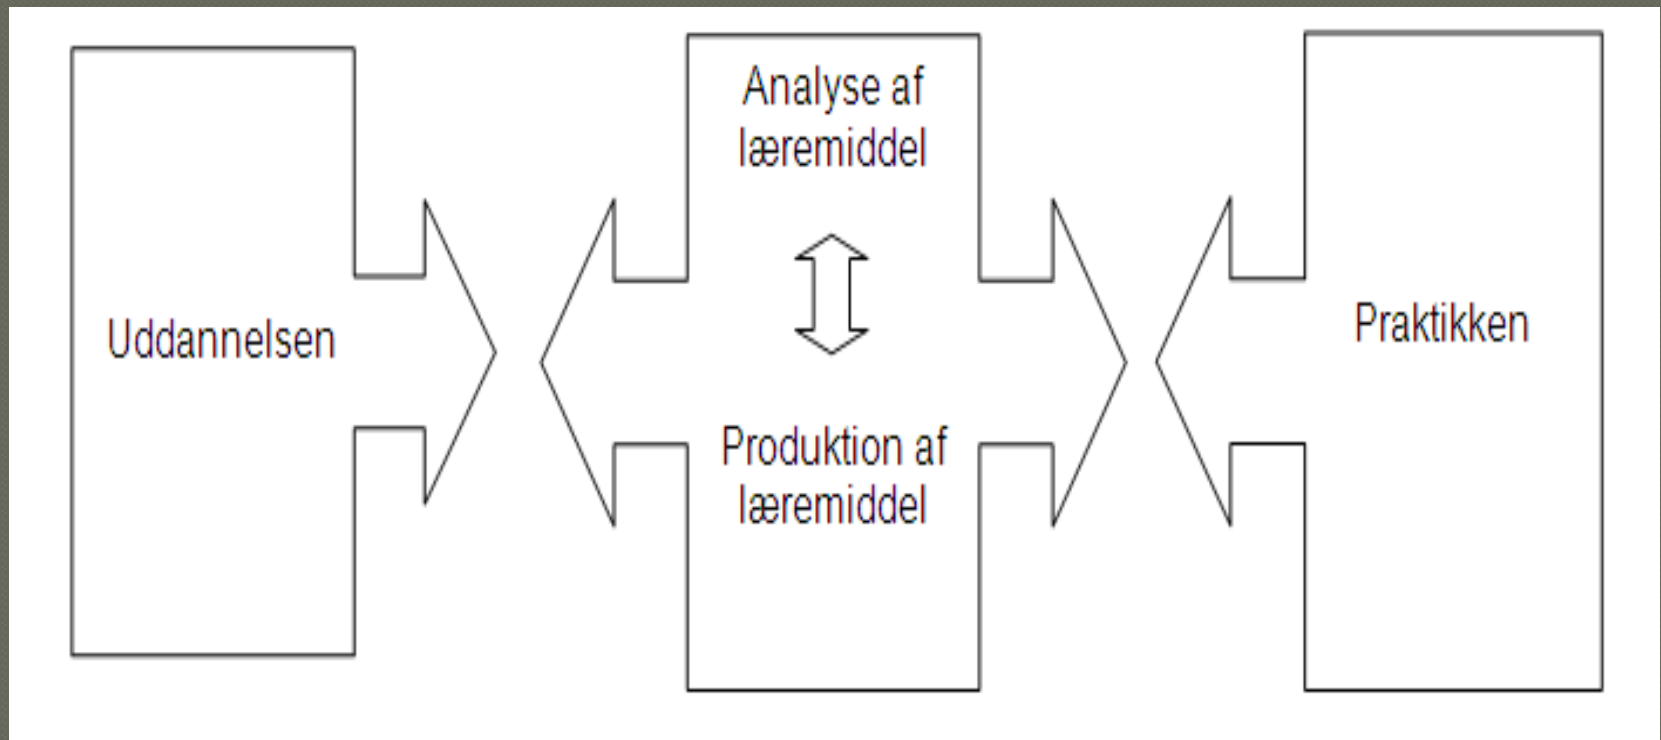 Uddannelsen
Analyse af
læremiddel
Produktion af
læremiddel
Praktikken